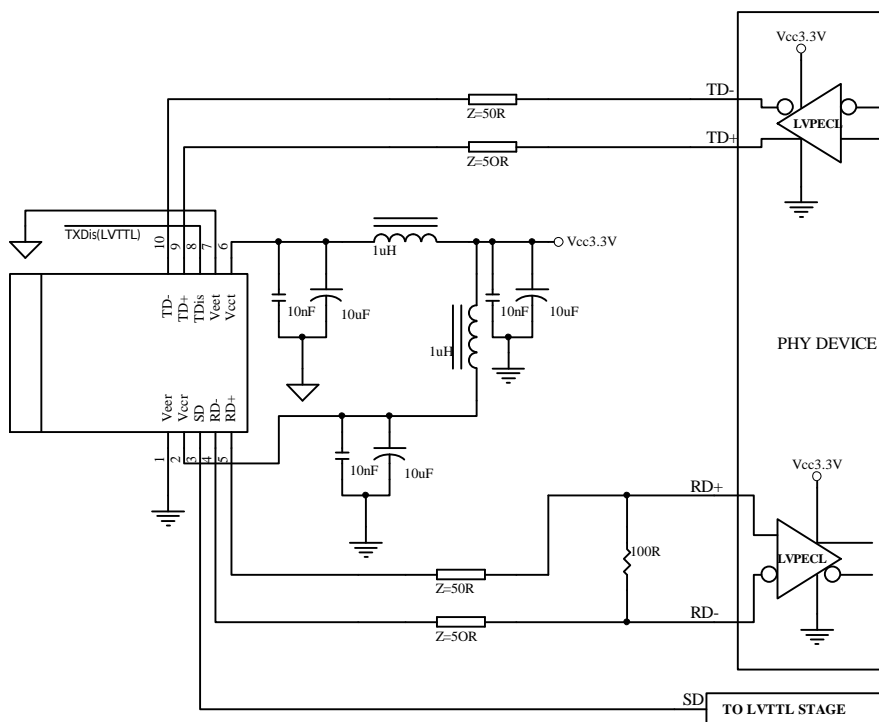 Vcc3.3V
TD-
Z=50R
LVPECL
TD+
Z=5OR
TXDis(LVTTL)
10
9
8
7
6
1uH
Vcc3.3V
TD-
TD+
TDis
Veet
Vcct
10nF
10uF
10nF
10uF
1uH
PHY DEVICE
Veer
Vccr
SD
RD-
RD+
1
2
3
4
5
10nF
10uF
Vcc3.3V
RD+
100R
LVPECL
Z=50R
RD-
Z=5OR
SD
TO LVTTL STAGE